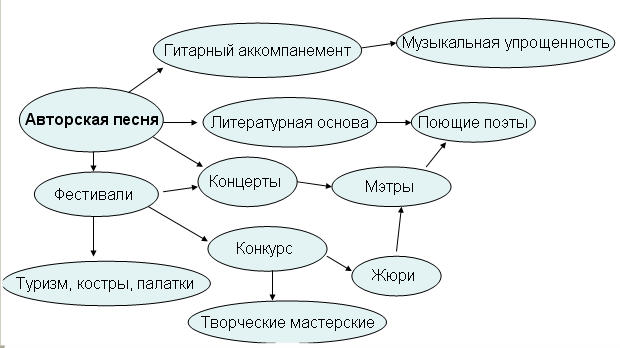 Гитарный аккомпанемент
Музыкальная упрощенность
Авторская песня
Литературная основа
Поющие поэты
Фестивали
Концерты
Мэтры
Конкурс
Жюри
Туризм, костры, палатки
Творческие мастерские